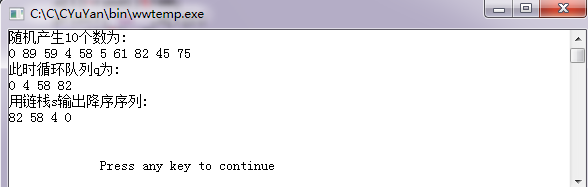 C:\C\CYuYan\bin\wwtemp.exe
随机产生10个数为:
0 89 59 4 58 5 61 82 45 75
此时循环队列q为:
0 4 58 82
用链栈s输出降序序列:
82 58 4 0
Press any key to continue